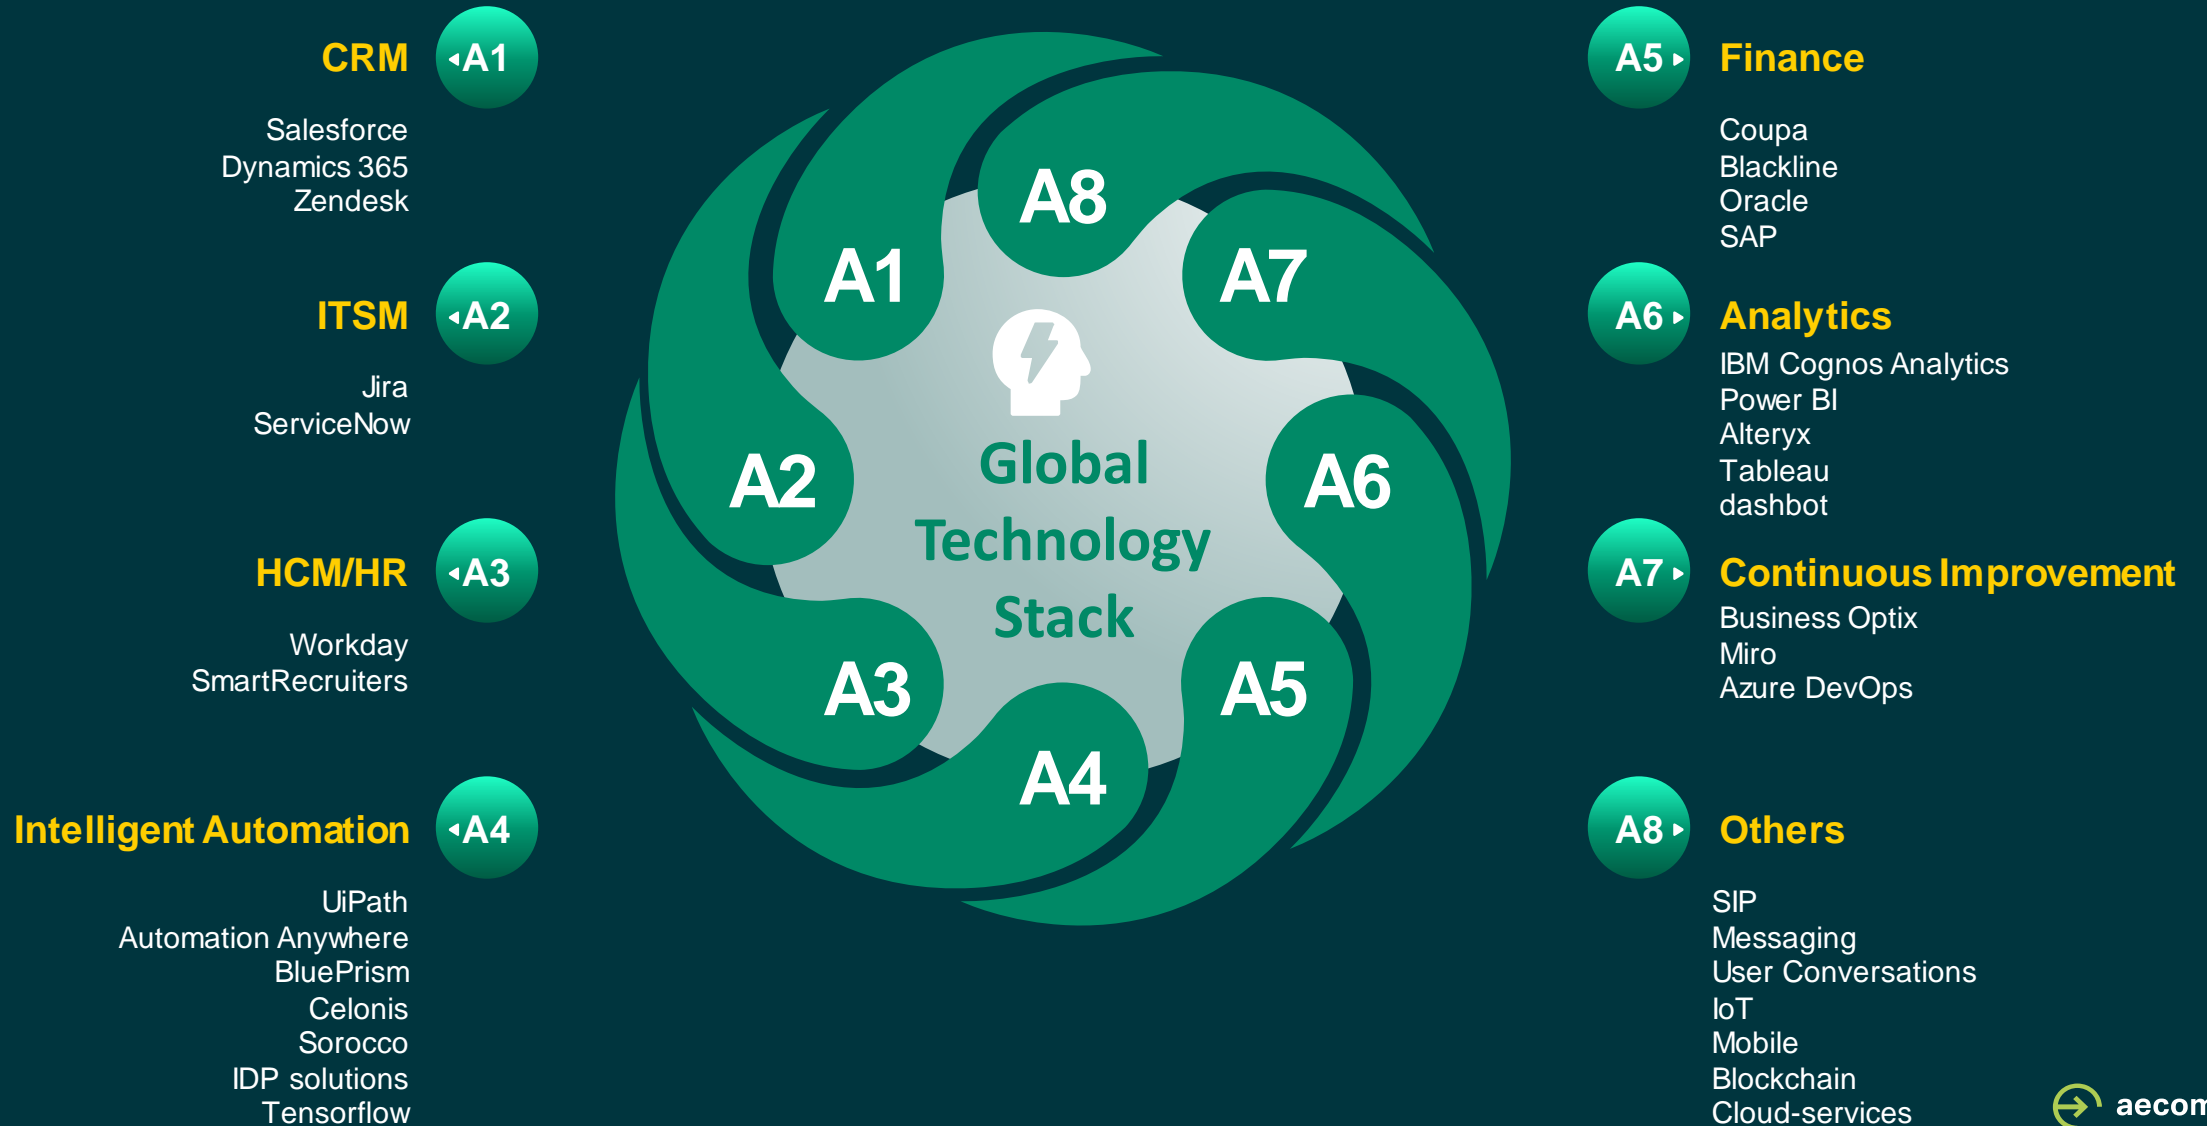 CRM
A1
Salesforce
Dynamics 365
Zendesk
ITSM
A2
Jira
ServiceNow
HCM/HR
A3
Workday
SmartRecruiters
Intelligent Automation
A4
UiPath
Automation Anywhere
BluePrism
Celonis
Sorocco
IDP solutions
Tensorflow
A8
A1
A7
A2
A6
A3
A5
A4
Global
Technology
Stack
A5
Finance
Coupa
Blackline
Oracle
SAP
A6
Analytics
IBM Cognos Analytics
Power BI
Alteryx
Tableau
dashbot
A7
Continuous Improvement
Business Optix
Miro
Azure DevOps
A8
Others
SIP
Messaging
User Conversations
IoT
Mobile
Blockchain
Cloud-services